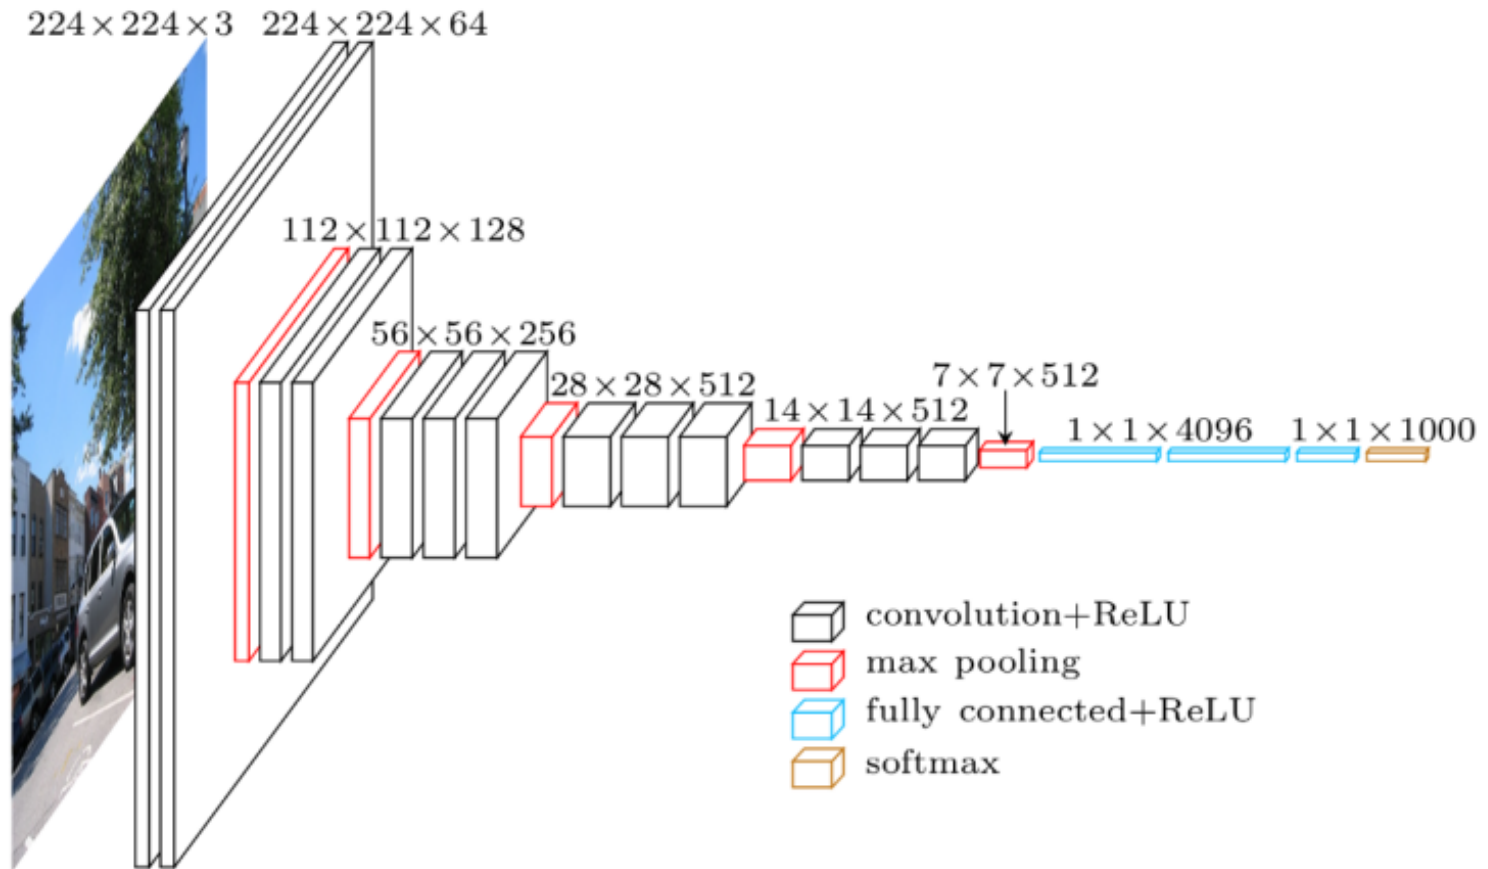 224×224×3
224×224×64
112×112×128
56×56×256
28×28×512
14×14×512
7×7×512
1×1×4096
1×1×1000
convolution+ReLU
max pooling
fully connected+ReLU
softmax